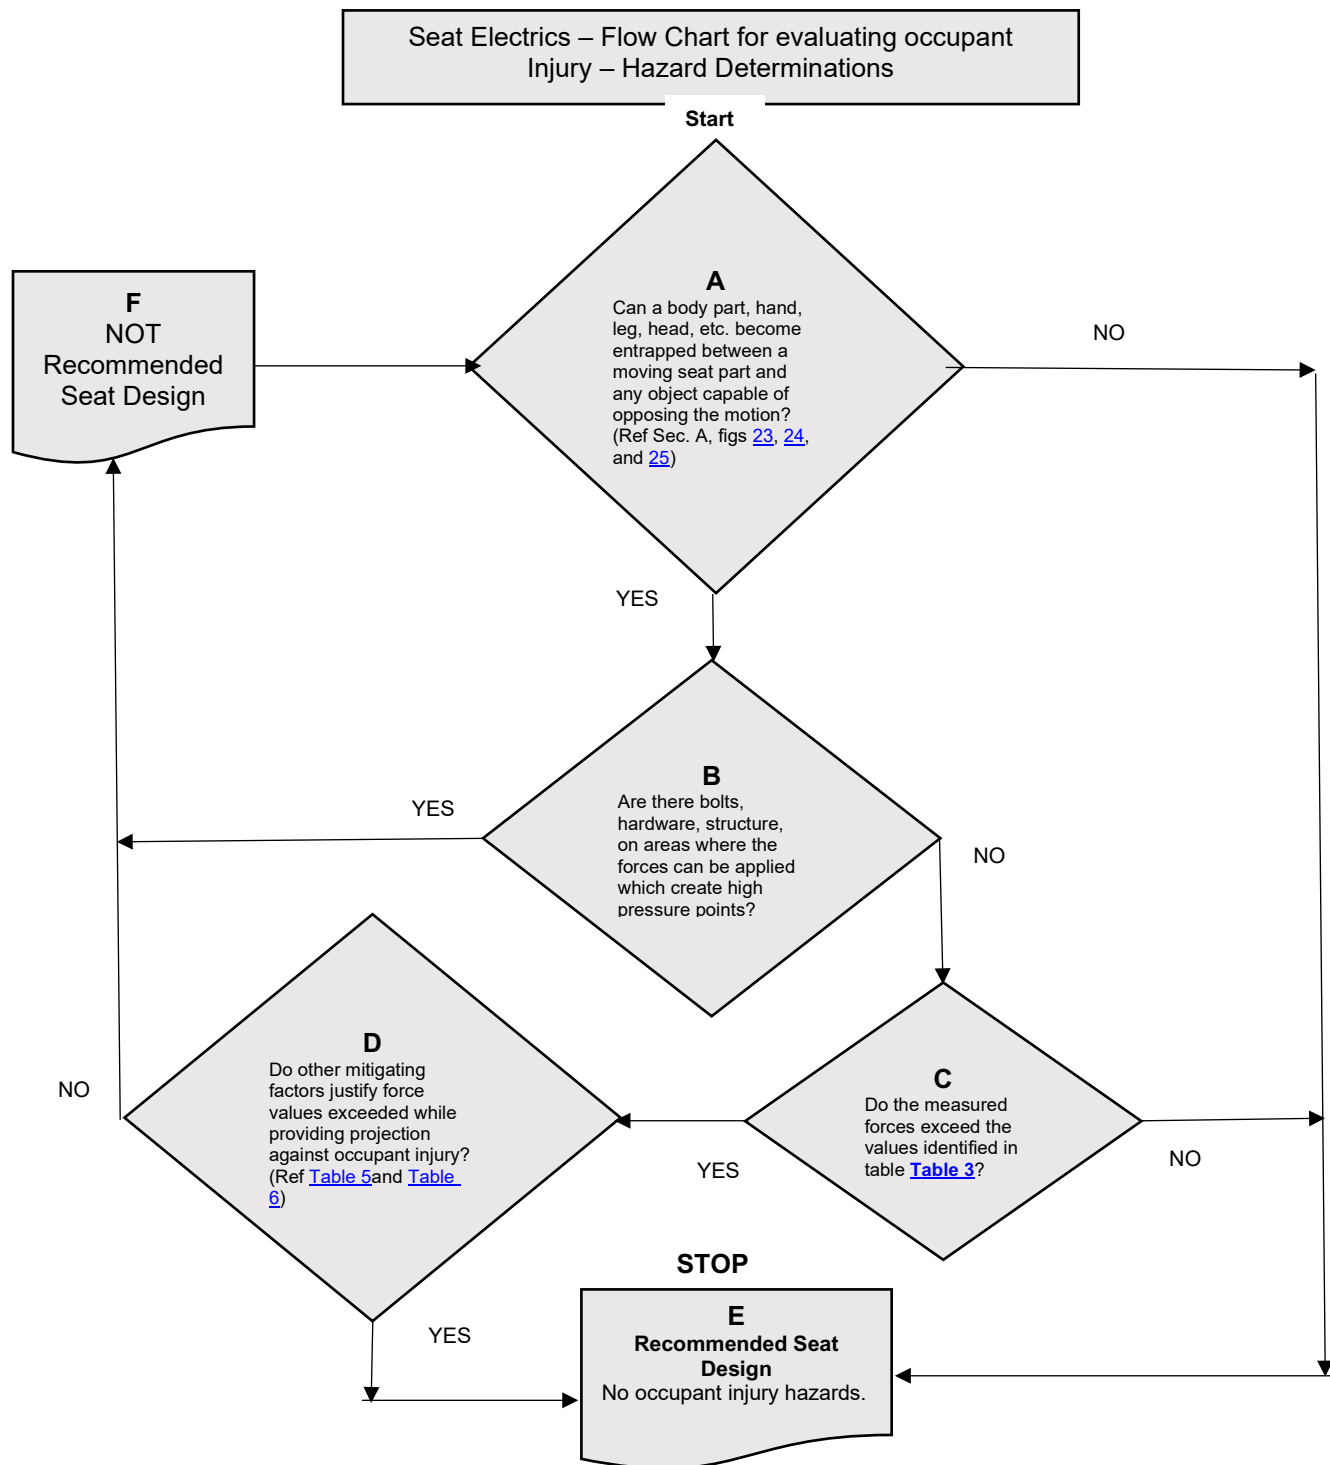 Seat Electrics – Flow Chart for evaluating occupant
Injury – Hazard Determinations
Start
A
Can a body part, hand,
leg, head, etc. become
entrapped between a
moving seat part and
any object capable of
opposing the motion?
(Ref Sec. A, figs 23, 24,
and 25)
NO
F
NOT
Recommended
Seat Design
YES
B
Are there bolts,
hardware, structure,
on areas where the
forces can be applied
which create high
pressure points?
YES
NO
D
Do other mitigating
factors justify force
values exceeded while
providing projection
against occupant injury?
(Ref Table 5and Table
6)
NO
C
Do the measured
forces exceed the
values identified in
table Table 3?
YES
NO
STOP
YES
E
Recommended Seat
Design
No occupant injury hazards.